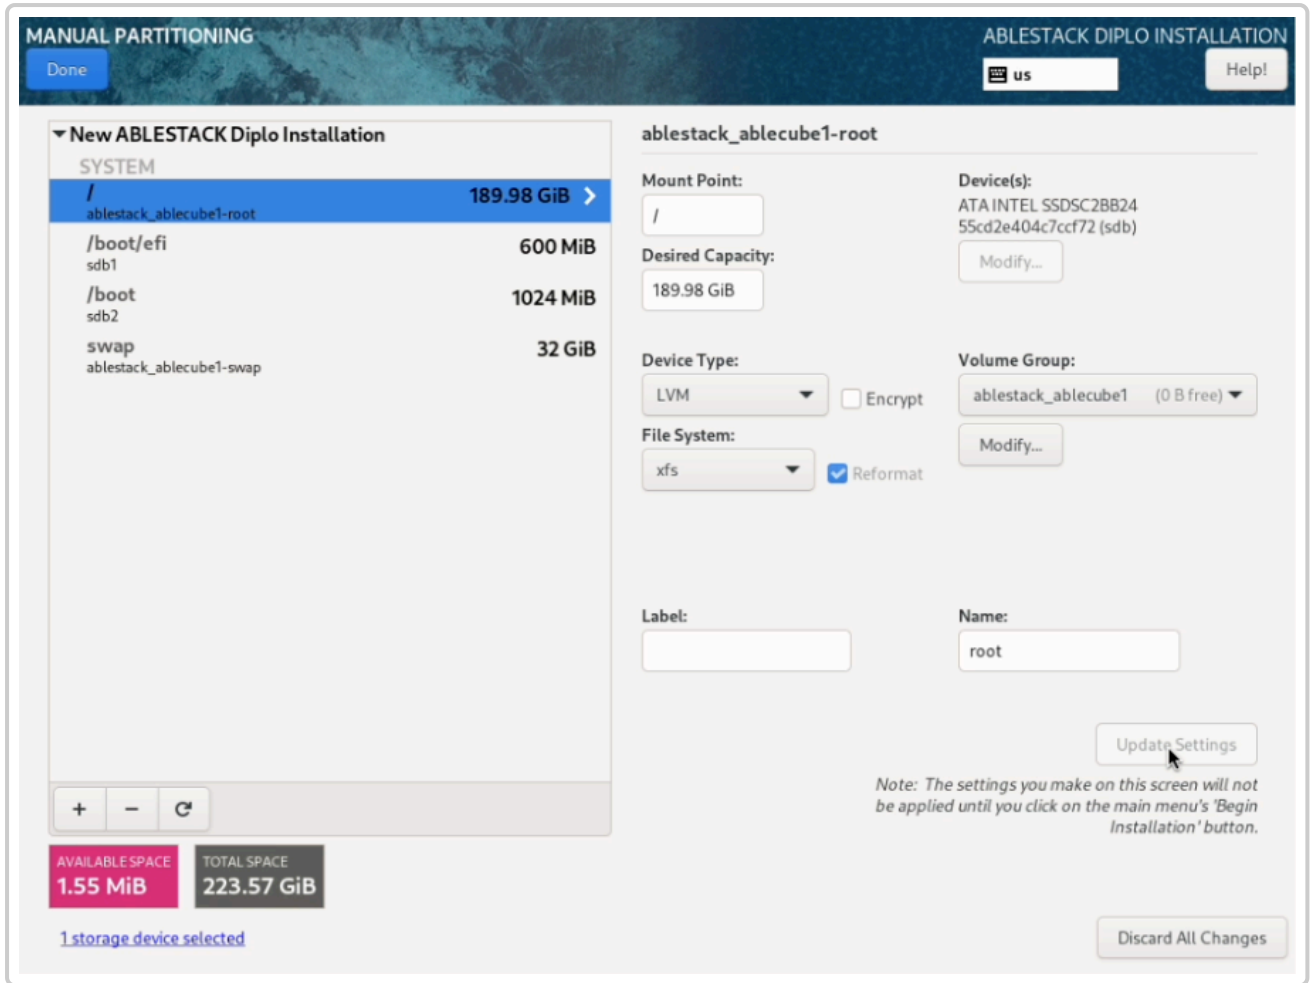 MANUAL PARTITIONING
ABLESTACK DIPLO INSTALLATION
Done
us
Help!
New ABLESTACK Diplo Installation
SYSTEM
/
189.98 GiB
ablestack_ablecube1-root
/boot/efi
600 MiB
sdb1
/boot
1024 MiB
sdb2
swap
32 GiB
ablestack_ablecube1-swap
ablestack_ablecube1-root
Mount Point:
/
Desired Capacity:
189.98 GiB
Device(s):
ATA INTEL SSDSC2BB24
55cd2e404c7ccf72 (sdb)
Modify...
Device Type:
LVM
Encrypt
File System:
xfs
Reformat
Volume Group:
ablestack_ablecube1 (0 B free)
Modify...
Label:
Name:
root
Update Settings
Note: The settings you make on this screen will not
be applied until you click on the main menu's 'Begin
Installation' button.
+ −
AVAILABLE SPACE
1.55 MiB
TOTAL SPACE
223.57 GiB
1 storage device selected
Discard All Changes